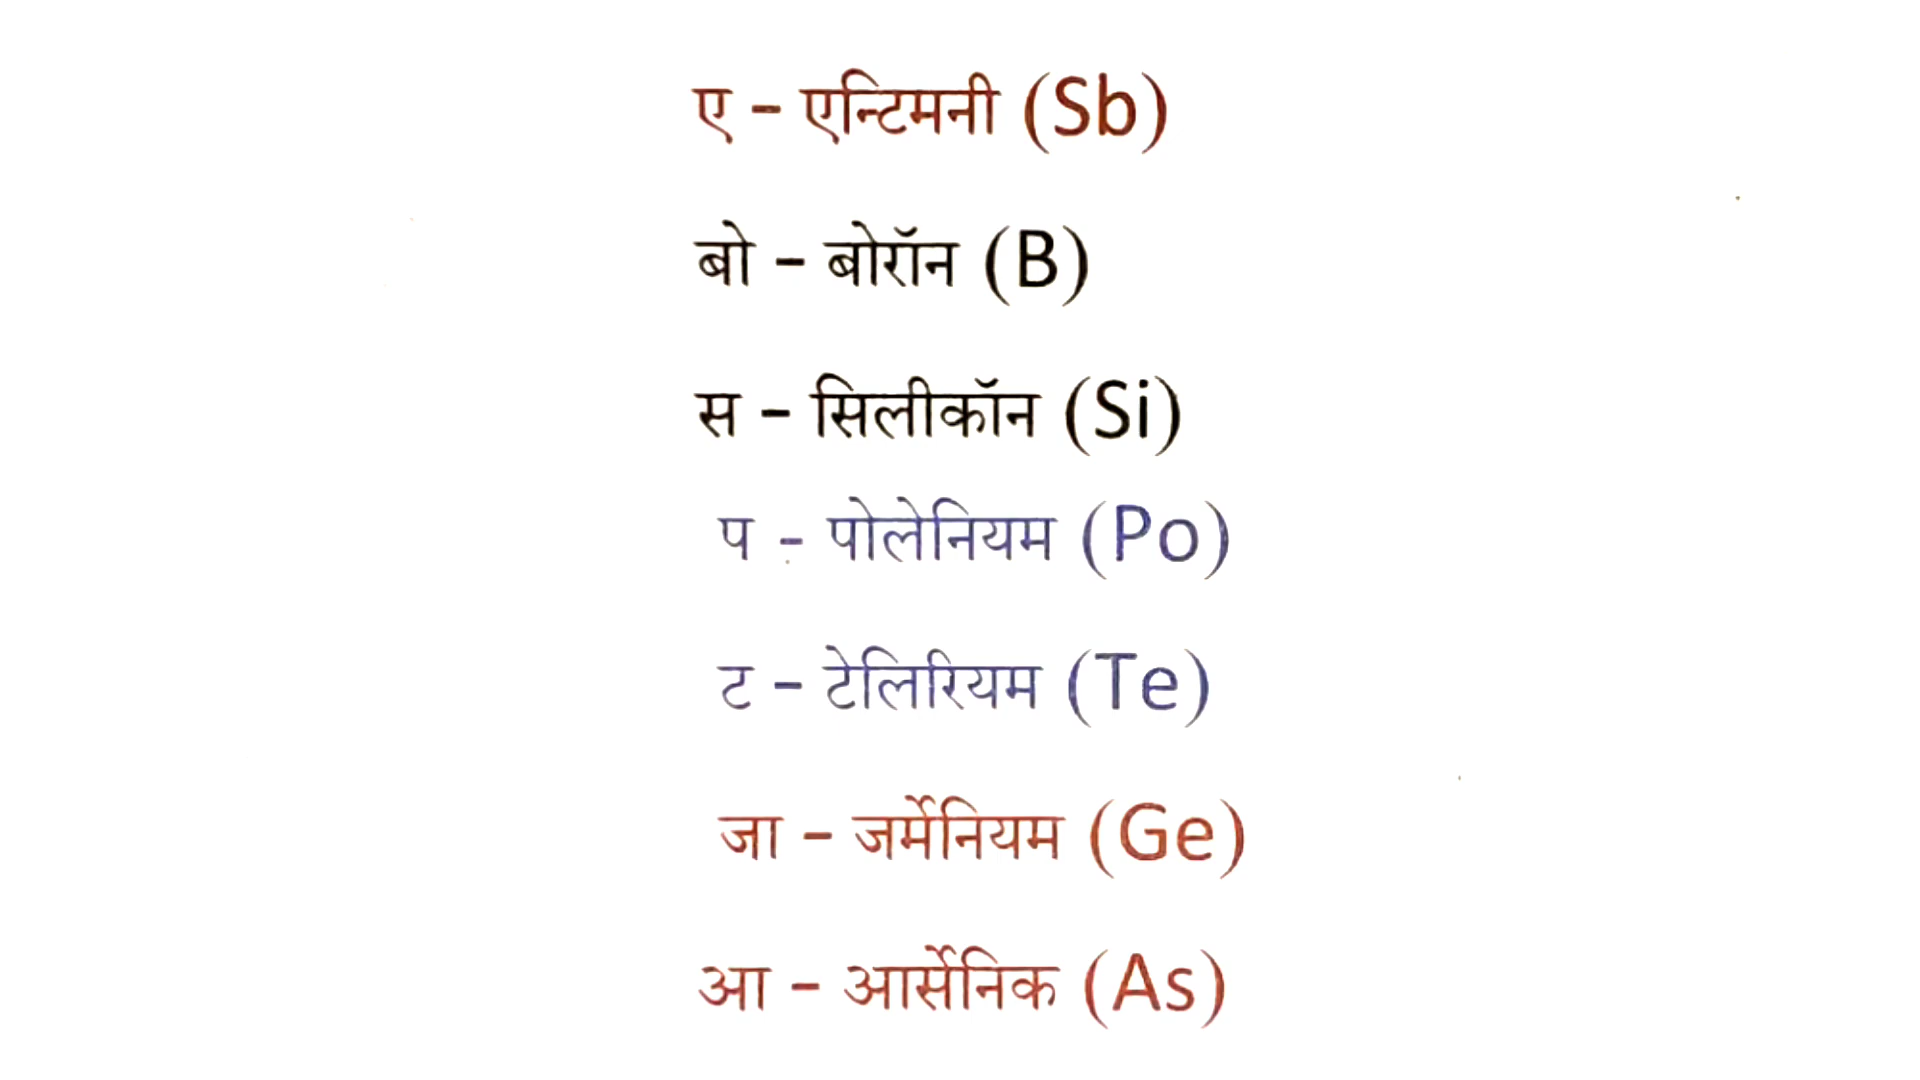 ए – एन्टिमनी (Sb)
बो – बोरॉन (B)
स – सिलीकॉन (Si)
प – पोलेनियम (Po)
ट – टेलिरियम (Te)
जा – जर्मेनियम (Ge)
आ – आर्सेनिक (As)